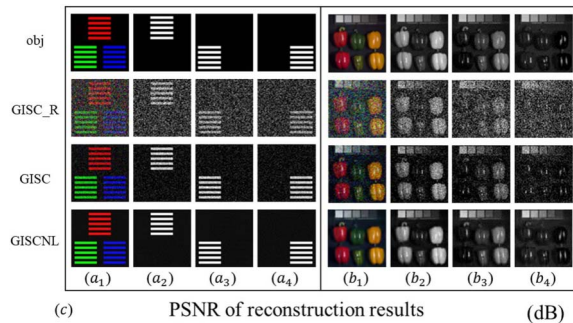 obj
GISC_R
GISC
GISCNL
(a₁) (a₂) (a₃) (a₄) (b₁) (b₂) (b₃) (b₄)
(c) PSNR of reconstruction results (dB)